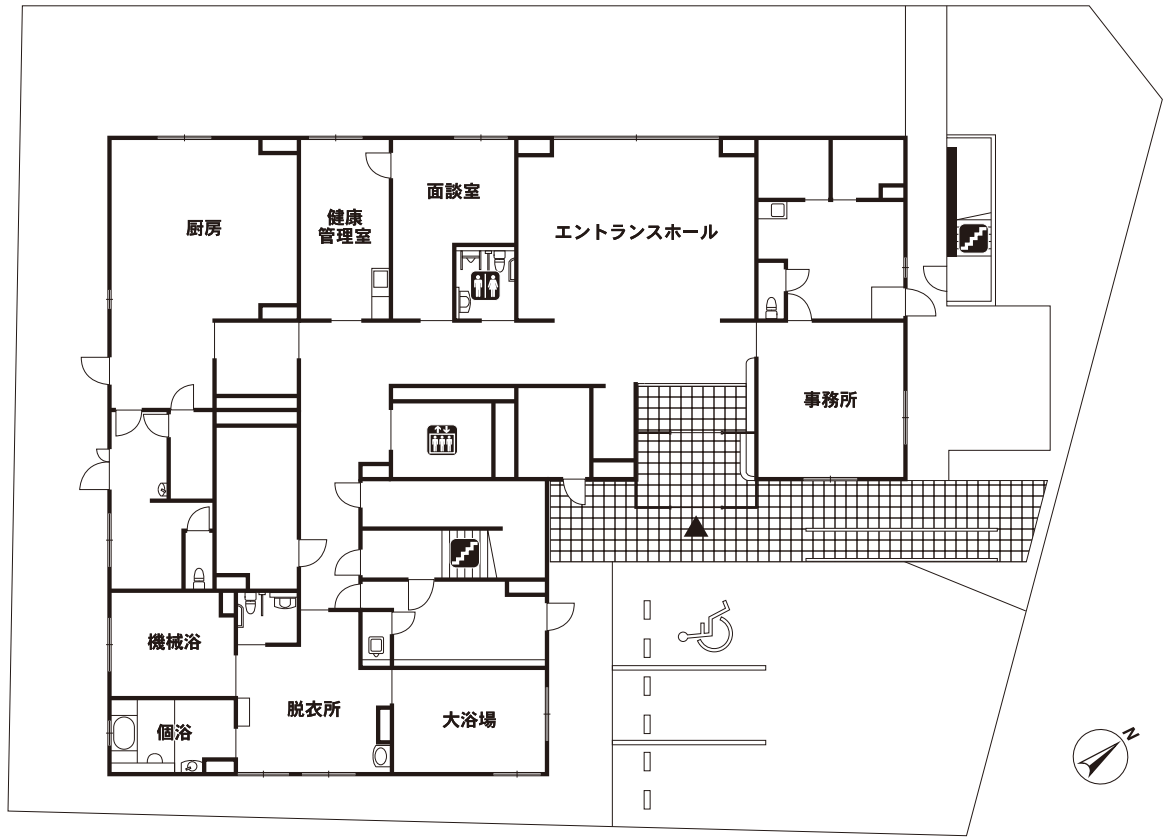 面談室
厨房
健康
管理室
エントランスホール
事務所
機械浴
脱衣所
大浴場
個浴
N